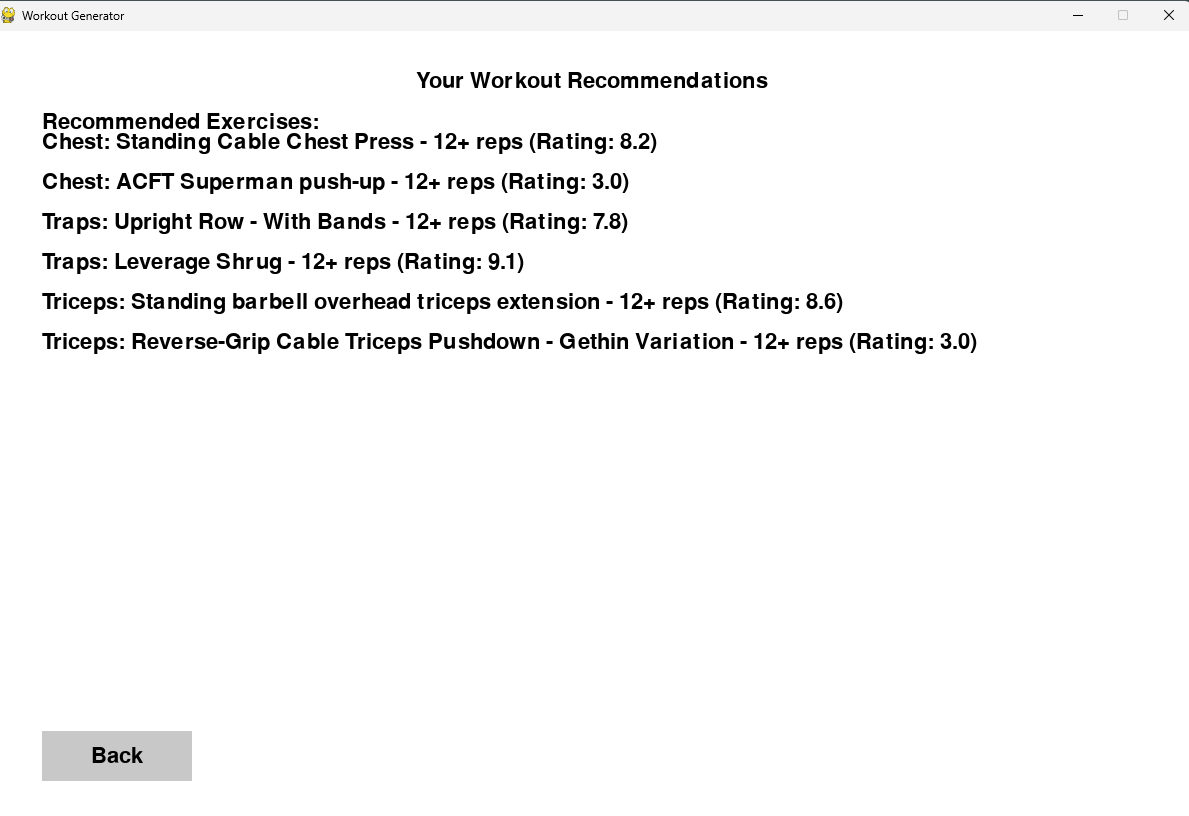 Workout Generator
Your Workout Recommendations
Recommended Exercises:
Chest: Standing Cable Chest Press - 12+ reps (Rating: 8.2)
Chest: ACFT Superman push-up - 12+ reps (Rating: 3.0)
Traps: Upright Row - With Bands - 12+ reps (Rating: 7.8)
Traps: Leverage Shrug - 12+ reps (Rating: 9.1)
Triceps: Standing barbell overhead triceps extension - 12+ reps (Rating: 8.6)
Triceps: Reverse-Grip Cable Triceps Pushdown - Gethin Variation - 12+ reps (Rating: 3.0)
Back